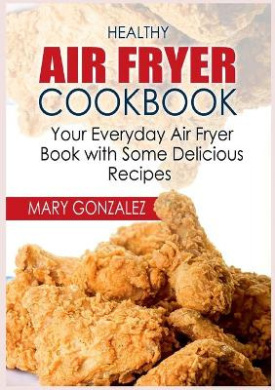 HEALTHY
AIR FRYER
COOKBOOK
Your Everyday Air Fryer
Book with Some Delicious
Recipes
MARY GONZALEZ